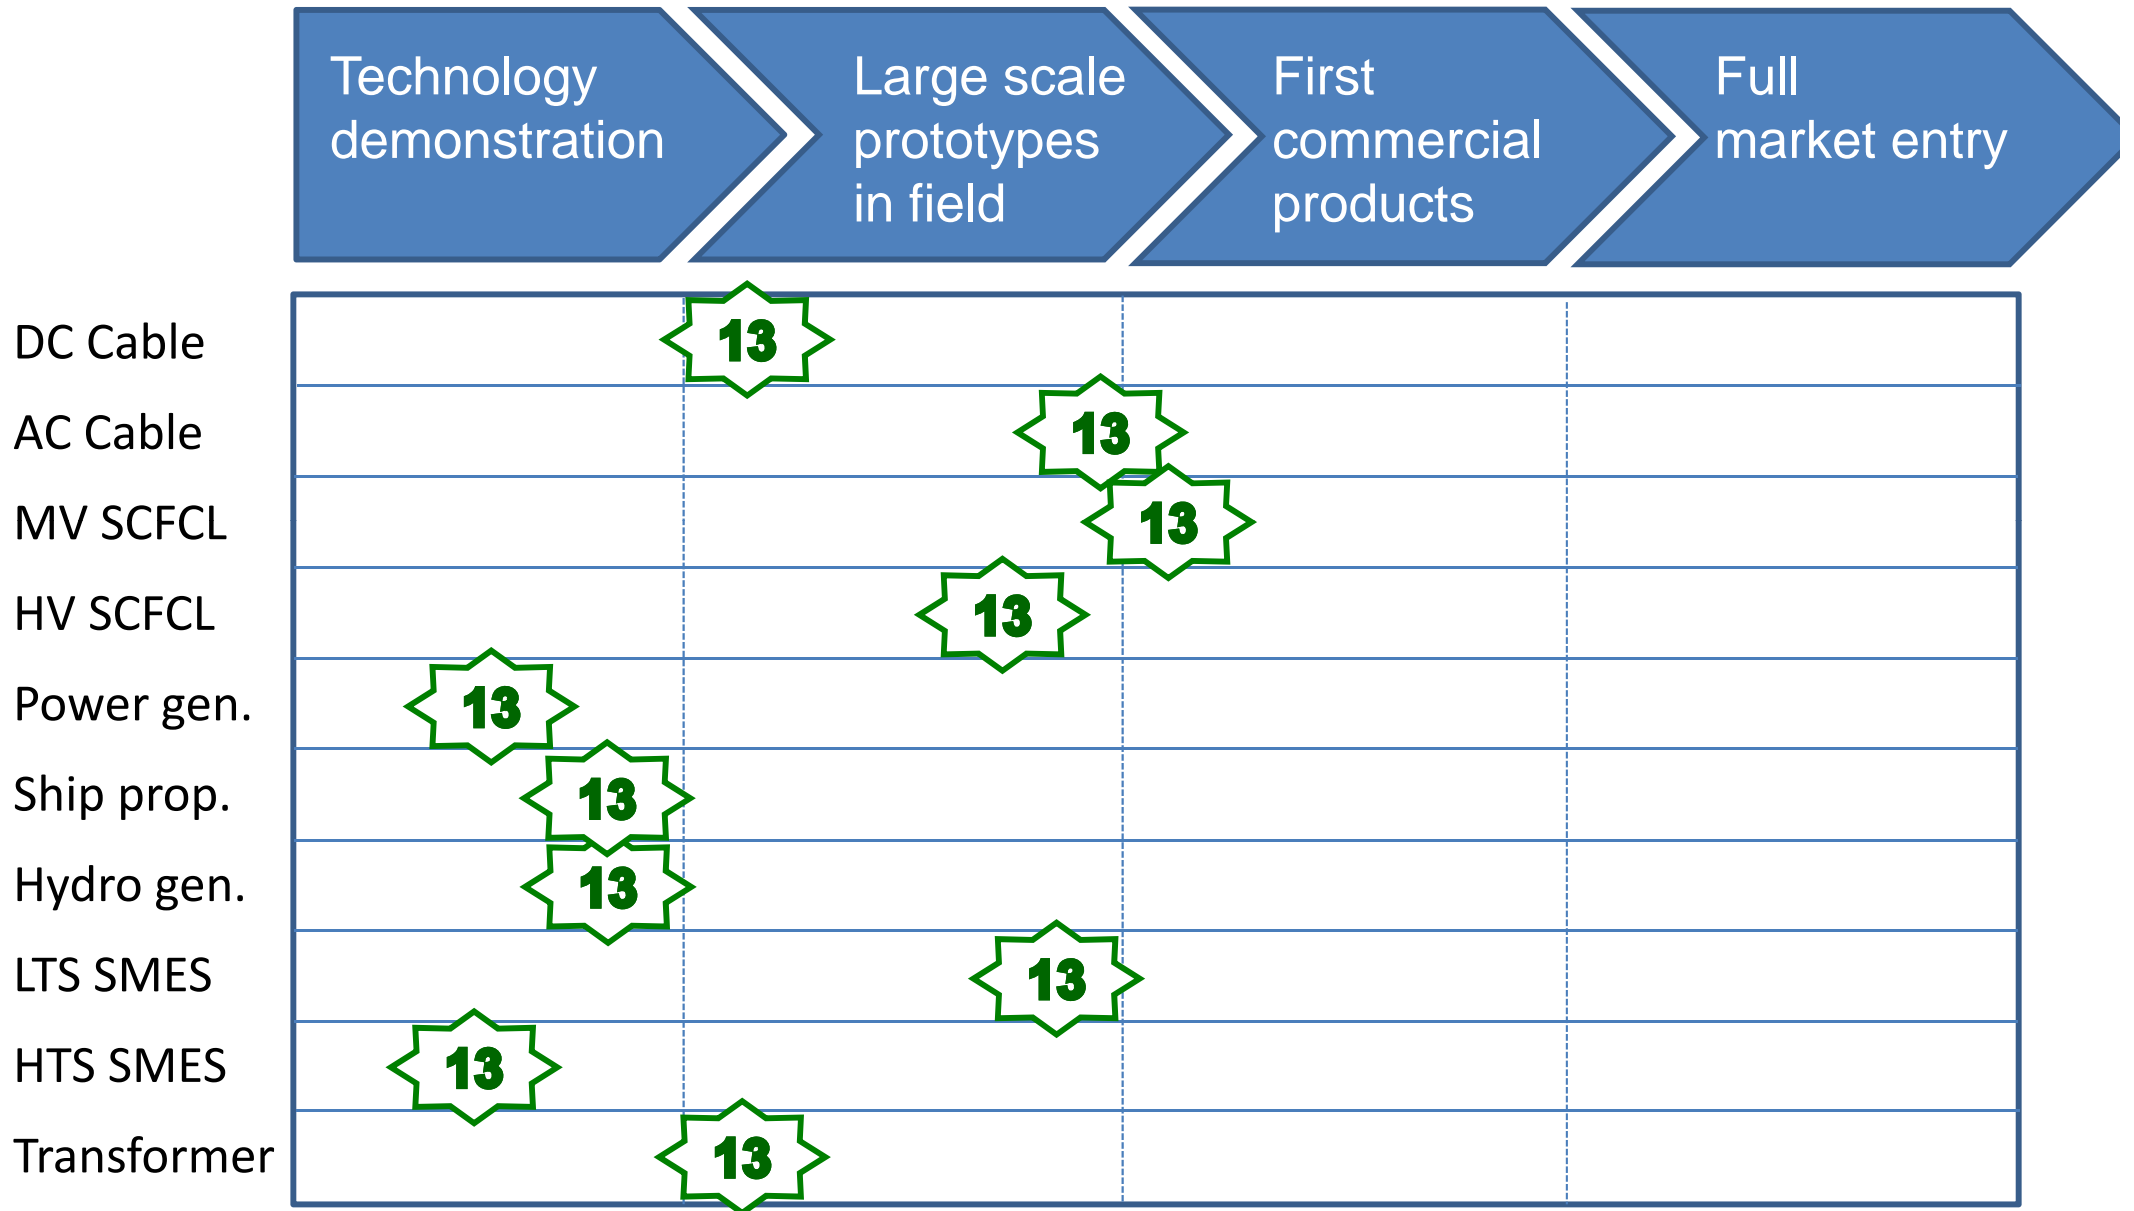 Technology
demonstration
Large scale
prototypes
in field
First
commercial
products
Full
market entry
DC Cable
13
AC Cable
13
MV SCFCL
13
HV SCFCL
13
Power gen.
13
Ship prop.
13
Hydro gen.
13
LTS SMES
13
HTS SMES
13
Transformer
13